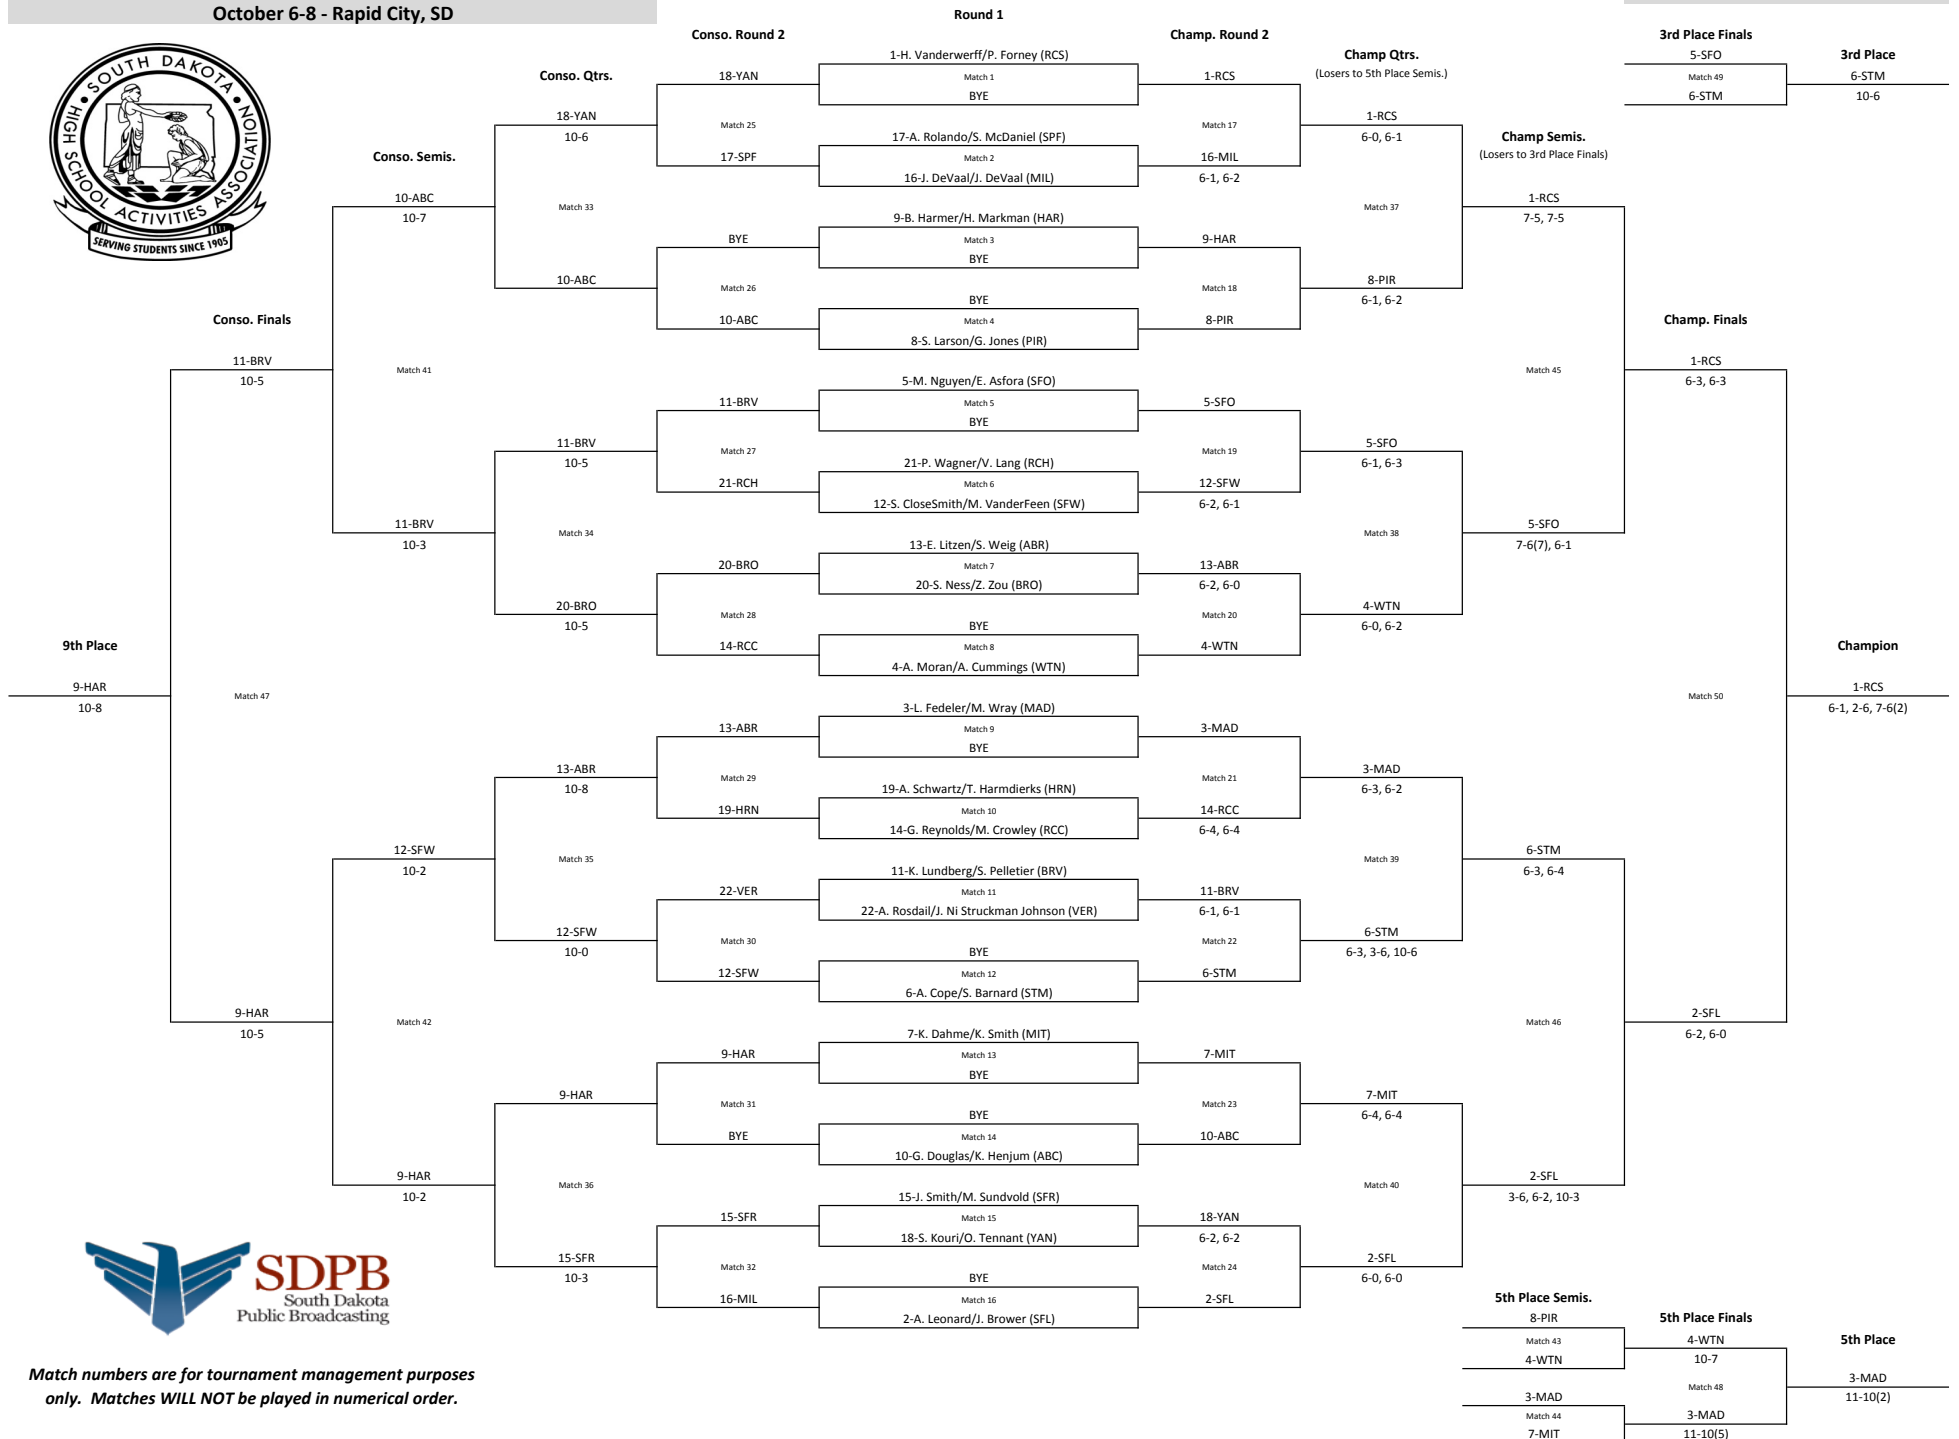 October 6-8 - Rapid City, SD
SOUTH DAKOTA
HIGH SCHOOL
ACTIVITIES ASSOCIATION
SERVING STUDENTS SINCE 1905
9th Place
9-HAR
10-8
Conso. Finals
11-BRV
10-5
Match 47
9-HAR
10-5
Conso. Semis.
10-ABC
10-7
Match 41
11-BRV
10-3
12-SFW
10-2
Match 42
9-HAR
10-2
Conso. Qtrs.
18-YAN
10-6
Match 33
10-ABC
11-BRV
10-5
Match 34
20-BRO
10-5
13-ABR
10-8
Match 35
12-SFW
10-0
9-HAR
Match 36
15-SFR
10-3
Conso. Round 2
18-YAN
Match 25
17-SPF
BYE
Match 26
10-ABC
11-BRV
Match 27
21-RCH
20-BRO
Match 28
14-RCC
13-ABR
Match 29
19-HRN
22-VER
Match 30
12-SFW
9-HAR
Match 31
BYE
15-SFR
Match 32
16-MIL
Round 1
1-H. Vanderwerff/P. Forney (RCS)
Match 1
BYE
17-A. Rolando/S. McDaniel (SPF)
Match 2
16-J. DeVaal/J. DeVaal (MIL)
9-B. Harmer/H. Markman (HAR)
Match 3
BYE
BYE
Match 4
8-S. Larson/G. Jones (PIR)
5-M. Nguyen/E. Asfora (SFO)
Match 5
BYE
21-P. Wagner/V. Lang (RCH)
Match 6
12-S. CloseSmith/M. VanderFeen (SFW)
13-E. Litzen/S. Weig (ABR)
Match 7
20-S. Ness/Z. Zou (BRO)
BYE
Match 8
4-A. Moran/A. Cummings (WTN)
3-L. Fedeler/M. Wray (MAD)
Match 9
BYE
19-A. Schwartz/T. Harmdierks (HRN)
Match 10
14-G. Reynolds/M. Crowley (RCC)
11-K. Lundberg/S. Pelletier (BRV)
Match 11
22-A. Rosdail/J. Ni Struckman Johnson (VER)
BYE
Match 12
6-A. Cope/S. Barnard (STM)
7-K. Dahme/K. Smith (MIT)
Match 13
BYE
BYE
Match 14
10-G. Douglas/K. Henjum (ABC)
15-J. Smith/M. Sundvold (SFR)
Match 15
18-S. Kouri/O. Tennant (YAN)
BYE
Match 16
2-A. Leonard/J. Brower (SFL)
Champ. Round 2
1-RCS
Match 17
16-MIL
6-1, 6-2
9-HAR
Match 18
8-PIR
5-SFO
Match 19
12-SFW
6-2, 6-1
13-ABR
6-2, 6-0
Match 20
4-WTN
3-MAD
Match 21
14-RCC
6-4, 6-4
11-BRV
6-1, 6-1
Match 22
6-STM
7-MIT
Match 23
10-ABC
18-YAN
6-2, 6-2
Match 24
2-SFL
Champ Qtrs.
(Losers to 5th Place Semis.)
1-RCS
6-0, 6-1
Match 37
8-PIR
6-1, 6-2
5-SFO
6-1, 6-3
Match 38
4-WTN
6-0, 6-2
3-MAD
6-3, 6-2
Match 39
6-STM
6-3, 3-6, 10-6
7-MIT
6-4, 6-4
Match 40
2-SFL
6-0, 6-0
Champ Semis.
(Losers to 3rd Place Finals)
1-RCS
7-5, 7-5
Match 45
5-SFO
7-6(7), 6-1
6-STM
6-3, 6-4
Match 46
2-SFL
3-6, 6-2, 10-3
Champ. Finals
1-RCS
6-3, 6-3
Match 50
2-SFL
6-2, 6-0
Champion
1-RCS
6-1, 2-6, 7-6(2)
3rd Place Finals
5-SFO
Match 49
6-STM
3rd Place
6-STM
10-6
5th Place Semis.
8-PIR
Match 43
4-WTN
3-MAD
Match 44
7-MIT
5th Place Finals
4-WTN
10-7
Match 48
3-MAD
11-10(5)
5th Place
3-MAD
11-10(2)
SDPB
South Dakota
Public Broadcasting
Match numbers are for tournament management purposes
only. Matches WILL NOT be played in numerical order.